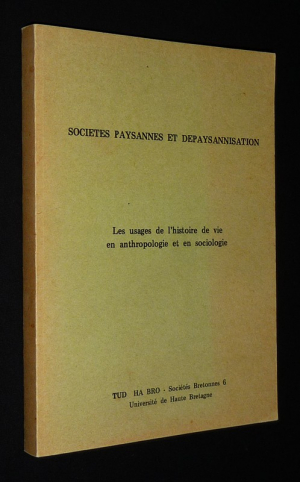 SOCIETES PAYSANNES ET DEPAYSANNISATION
Les usages de l'histoire de vie
en anthropologie et en sociologie
TUD HA BRO - Sociétés Bretonnes 6
Université de Haute Bretagne